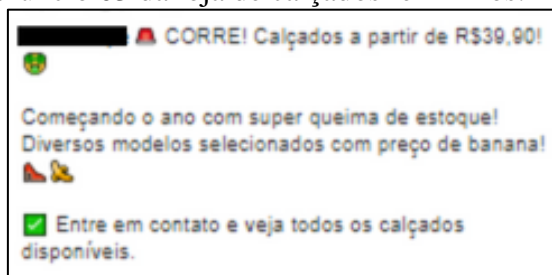 🚨 CORRE! Calçados a partir de R$39,90!
🤑
Começando o ano com super queima de estoque!
Diversos modelos selecionados com preço de banana!
👠👡
✅ Entre em contato e veja todos os calçados
disponíveis.